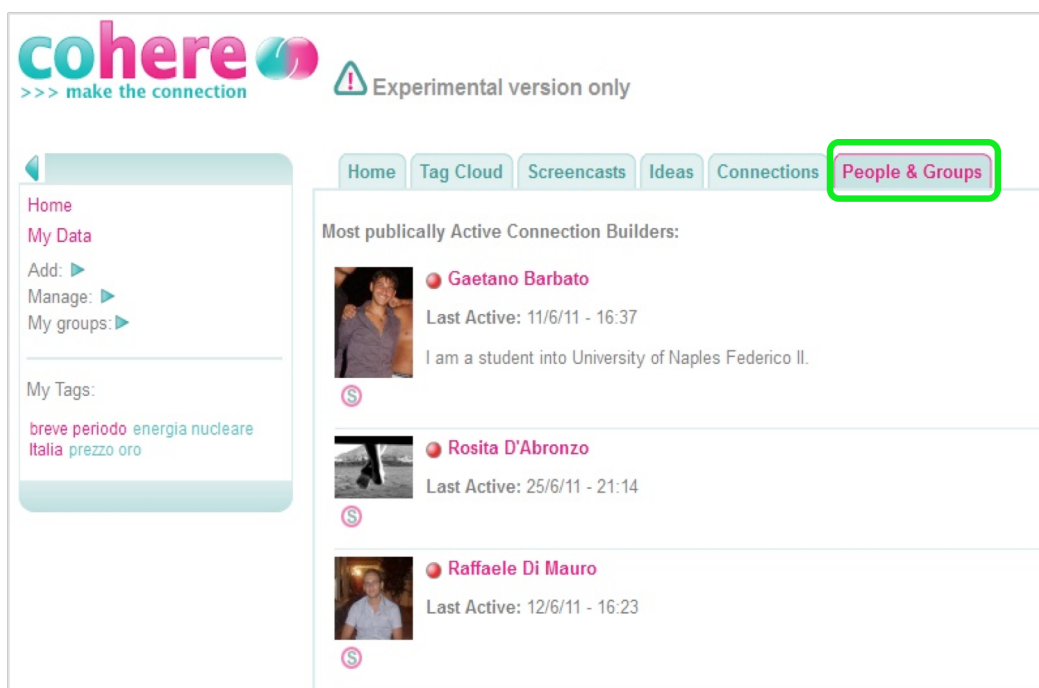 cohere
>>> make the connection
Experimental version only
Home
My Data
Add:
Manage:
My groups:
My Tags:
breve periodo energia nucleare
Italia prezzo oro
Home Tag Cloud Screencasts Ideas Connections People & Groups
Most publically Active Connection Builders:
Gaetano Barbato
Last Active: 11/6/11 - 16:37
I am a student into University of Naples Federico II.
S
Rosita D'Abronzo
Last Active: 25/6/11 - 21:14
S
Raffaele Di Mauro
Last Active: 12/6/11 - 16:23
S